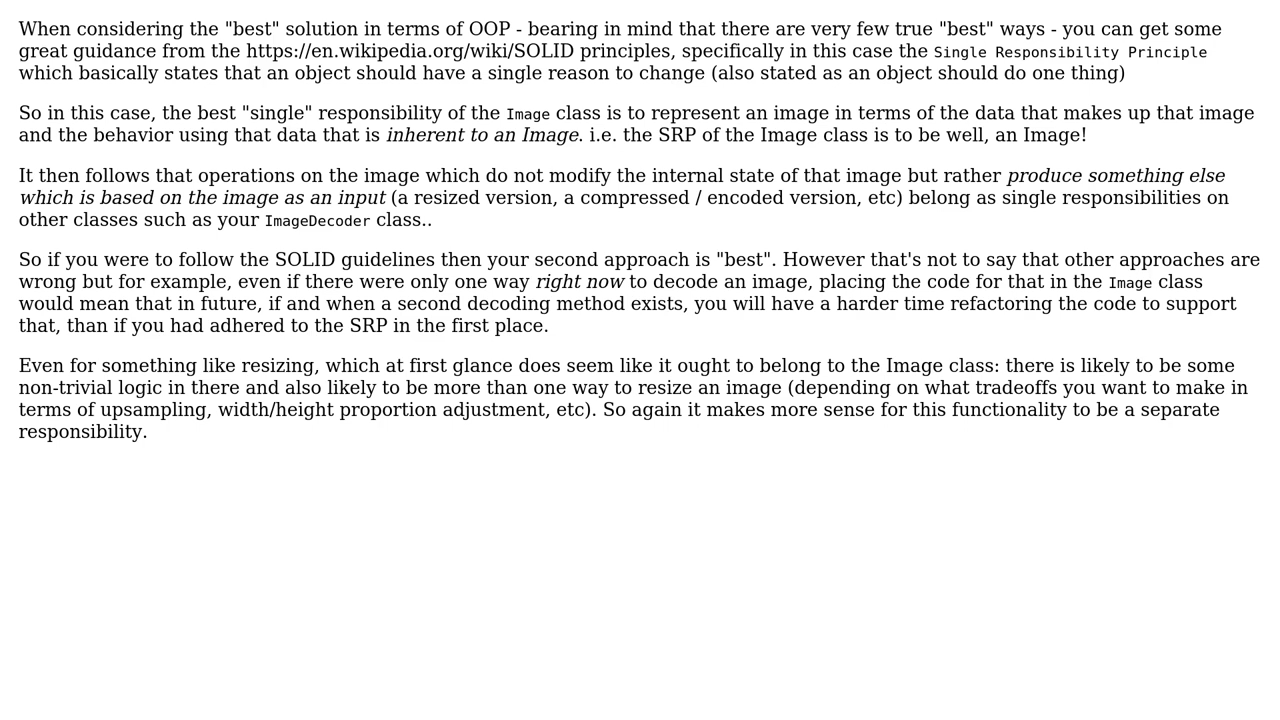 When considering the "best" solution in terms of OOP - bearing in mind that there are very few true "best" ways - you can get some
great guidance from the https://en.wikipedia.org/wiki/SOLID principles, specifically in this case the Single Responsibility Principle
which basically states that an object should have a single reason to change (also stated as an object should do one thing)
So in this case, the best "single" responsibility of the Image class is to represent an image in terms of the data that makes up that image
and the behavior using that data that is inherent to an Image. i.e. the SRP of the Image class is to be well, an Image!
It then follows that operations on the image which do not modify the internal state of that image but rather produce something else
which is based on the image as an input (a resized version, a compressed / encoded version, etc) belong as single responsibilities on
other classes such as your ImageDecoder class..
So if you were to follow the SOLID guidelines then your second approach is "best". However that's not to say that other approaches are
wrong but for example, even if there were only one way right now to decode an image, placing the code for that in the Image class
would mean that in future, if and when a second decoding method exists, you will have a harder time refactoring the code to support
that, than if you had adhered to the SRP in the first place.
Even for something like resizing, which at first glance does seem like it ought to belong to the Image class: there is likely to be some
non-trivial logic in there and also likely to be more than one way to resize an image (depending on what tradeoffs you want to make in
terms of upsampling, width/height proportion adjustment, etc). So again it makes more sense for this functionality to be a separate
responsibility.